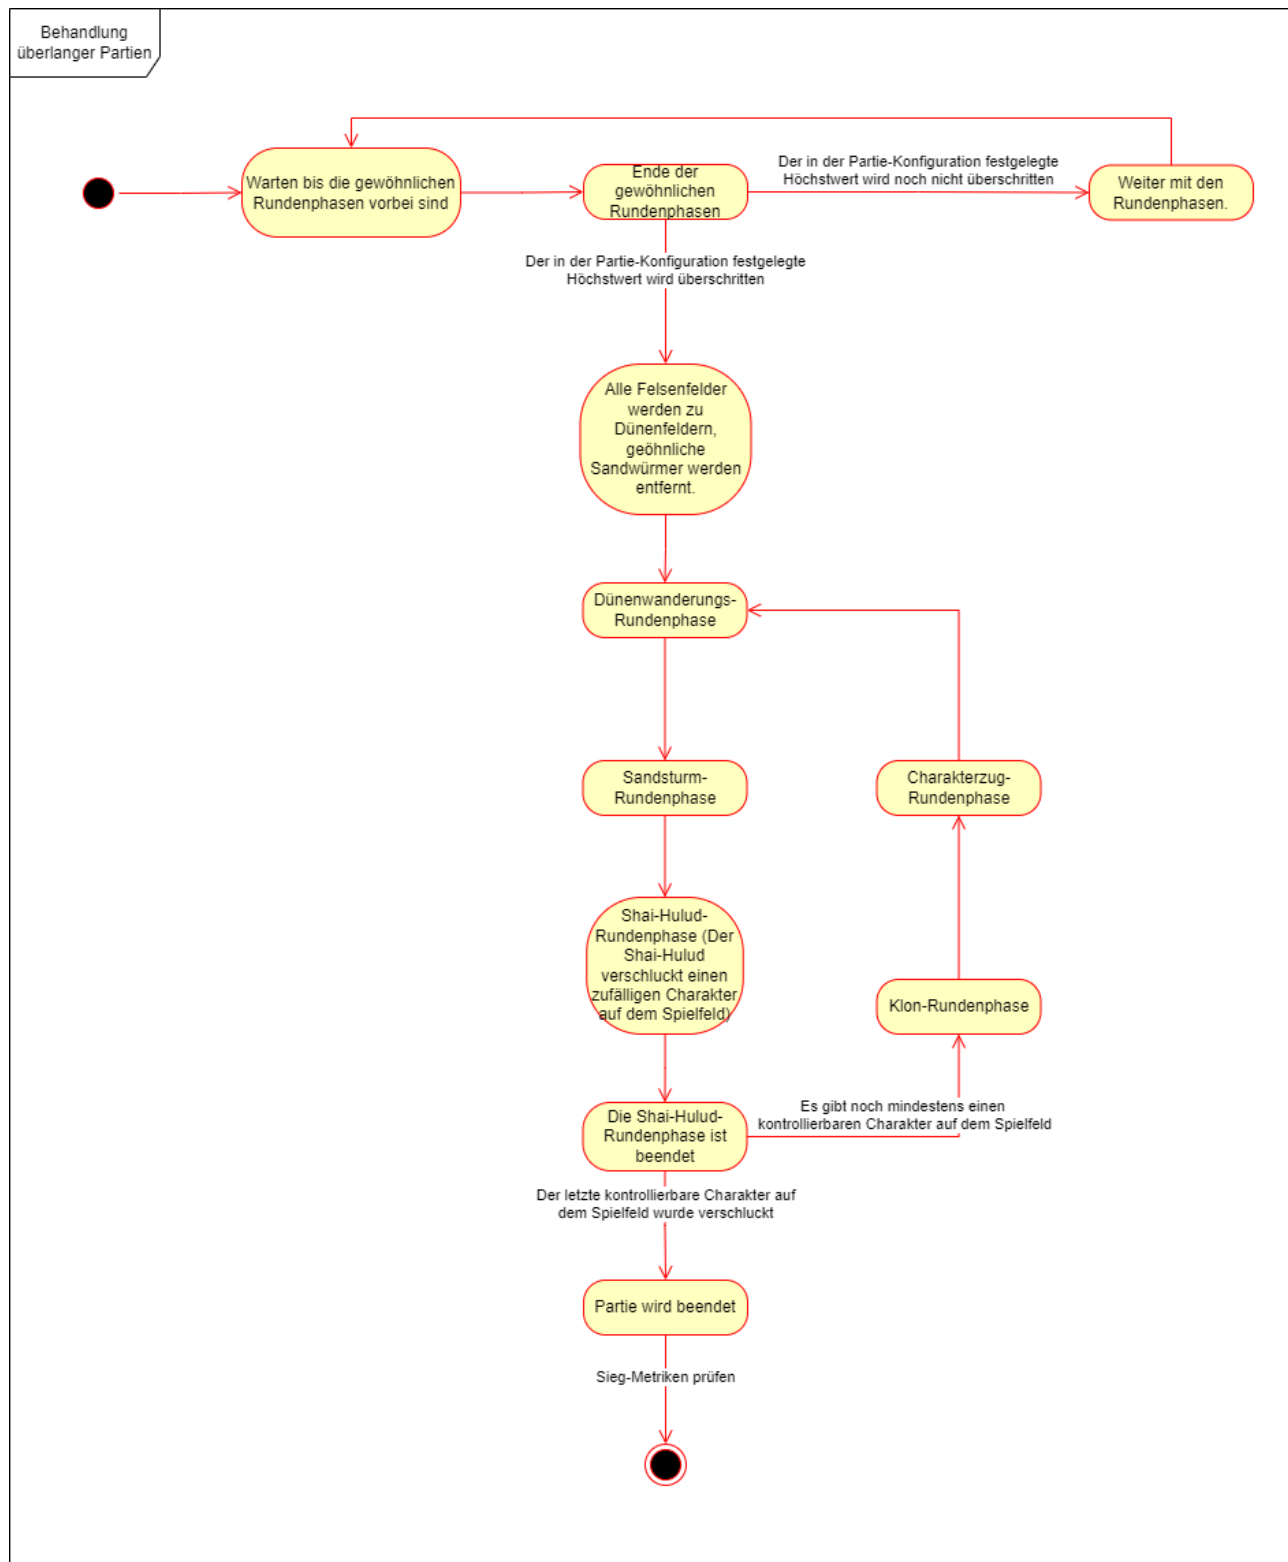 Behandlung
überlanger Partien
Warten bis die gewöhnlichen
Rundenphasen vorbei sind
Ende der
gewöhnlichen
Rundenphasen
Der in der Partie-Konfiguration festgelegte
Höchstwert wird noch nicht überschritten
Weiter mit den
Rundenphasen.
Der in der Partie-Konfiguration festgelegte
Höchstwert wird überschritten
Alle Felsenfelder
werden zu
Dünenfeldern,
geöhnliche
Sandwürmer werden
entfernt.
Dünenwanderungs-
Rundenphase
Sandsturm-
Rundenphase
Charakterzug-
Rundenphase
Shai-Hulud-
Rundenphase (Der
Shai-Hulud
verschluckt einen
zufälligen Charakter
auf dem Spielfeld)
Klon-Rundenphase
Die Shai-Hulud-
Rundenphase ist
beendet
Es gibt noch mindestens einen
kontrollierbaren Charakter auf dem Spielfeld
Der letzte kontrollierbare Charakter auf
dem Spielfeld wurde verschluckt
Partie wird beendet
Sieg-Metriken prüfen